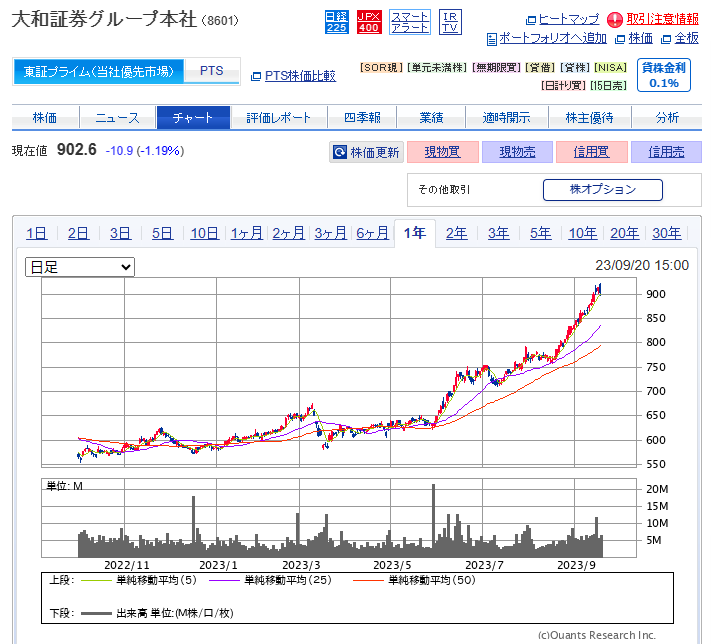 大和証券グループ本社 (8601)
日経 225
JPX 400
スマート アラート
IR TV
ヒートマップ 取引注意情報
ポートフォリオへ追加 株価 全板
東証プライム(当社優先市場) PTS PTS株価比較
[SOR現] [単元未満株] [無期限買] [貸借] [貸株] [NISA]
[日計り買] [15日売]
貸株金利
0.1%
株価 ニュース チャート 評価レポート 四季報 業績 適時開示 株主優待 分析
現在値 902.6 -10.9 (-1.19%)
株価更新 現物買 現物売 信用買 信用売
その他取引 株オプション
1日 2日 3日 5日 10日 1ヶ月 2ヶ月 3ヶ月 6ヶ月 1年 2年 3年 5年 10年 20年 30年
日足
23/09/20 15:00
900
850
800
750
700
650
600
550
単位: M
20M
15M
10M
5M
2022/11 2023/1 2023/3 2023/5 2023/7 2023/9
上段: 単純移動平均(5) 単純移動平均(25) 単純移動平均(50)
下段: 出来高 単位:(M株/口/枚)
(c)Quants Research Inc.